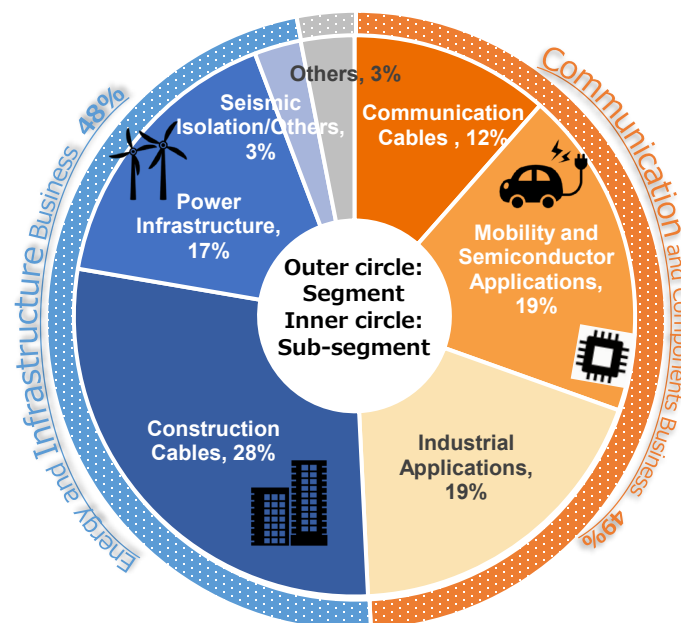 Others, 3%
Communication
Cables , 12%
Mobility and
Semiconductor
Applications,
19%
Industrial
Applications,
19%
Construction
Cables, 28%
Power
Infrastructure,
17%
Seismic
Isolation/Others,
3%
Outer circle:
Segment
Inner circle:
Sub-segment
Communication and Components Business 49%
Energy and Infrastructure Business 48%